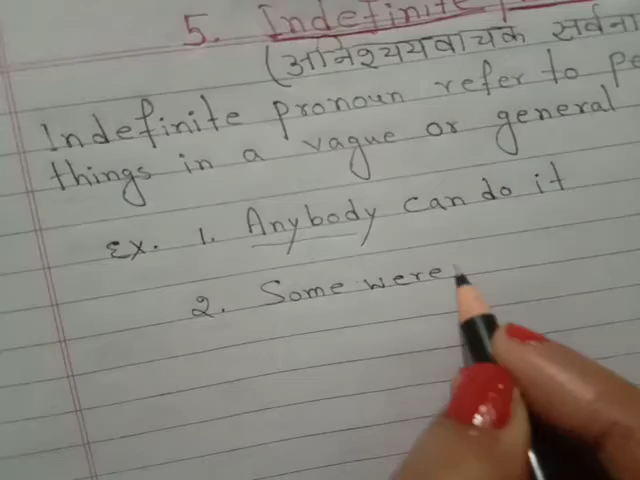 5. Indefinite
(अनिश्चयवाचक सर्वना
Indefinite pronoun refer to pe
things in a vague or general
Ex. 1. Anybody can do it
2. Some were